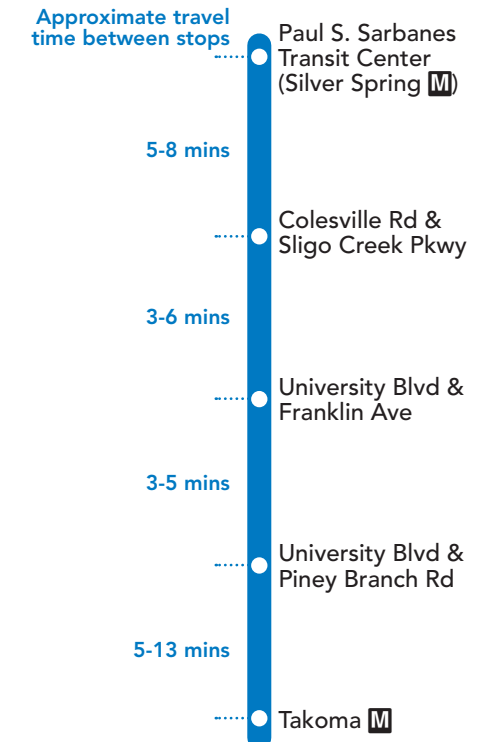 Approximate travel
time between stops
Paul S. Sarbanes
Transit Center
(Silver Spring M)
5-8 mins
Colesville Rd &
Sligo Creek Pkwy
3-6 mins
University Blvd &
Franklin Ave
3-5 mins
University Blvd &
Piney Branch Rd
5-13 mins
Takoma M